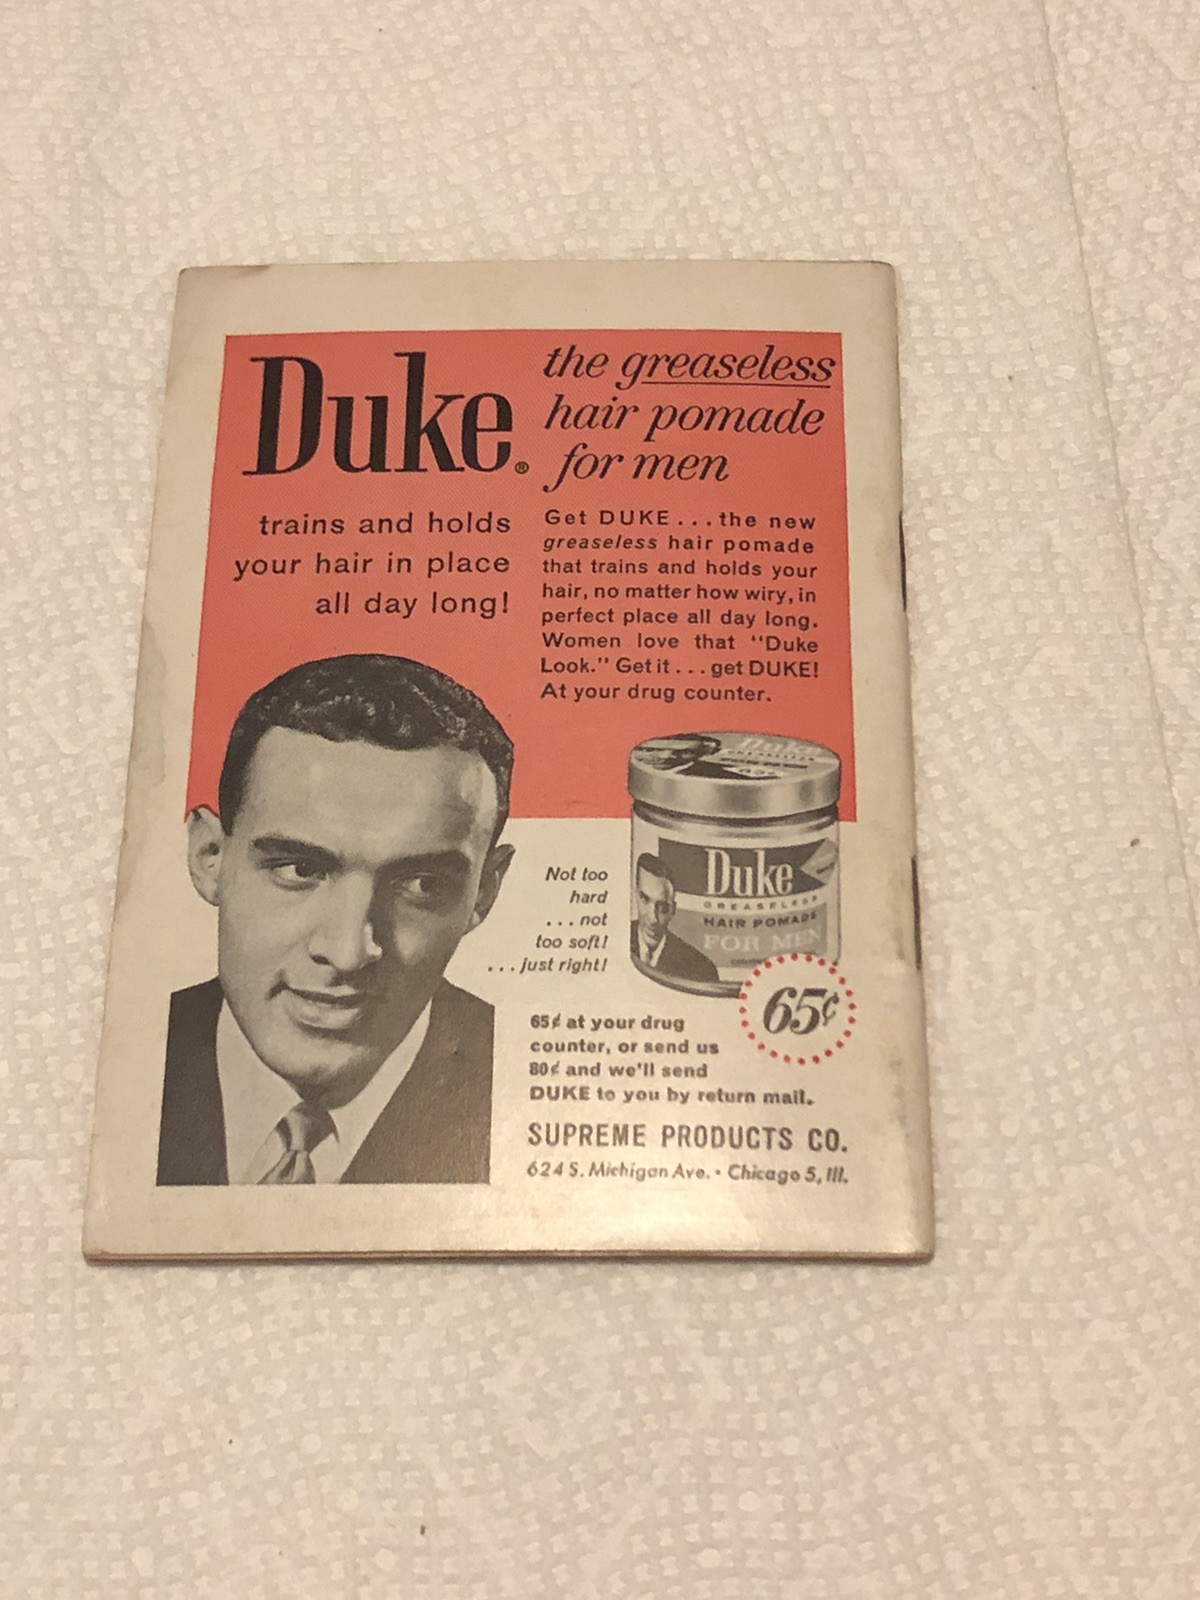 Duke®
the greaseless
hair pomade
for men
trains and holds
your hair in place
all day long!
Get DUKE...the new
greaseless hair pomade
that trains and holds your
hair, no matter how wiry, in
perfect place all day long.
Women love that "Duke
Look." Get it...get DUKE!
At your drug counter.
Duke
Duke
GREASELESS
HAIR POMADE
FOR MEN
Not too
hard
...not
too soft!
...just right!
65¢
65¢ at your drug
counter, or send us
80¢ and we'll send
DUKE to you by return mail.
SUPREME PRODUCTS CO.
624 S. Michigan Ave. • Chicago 5, Ill.